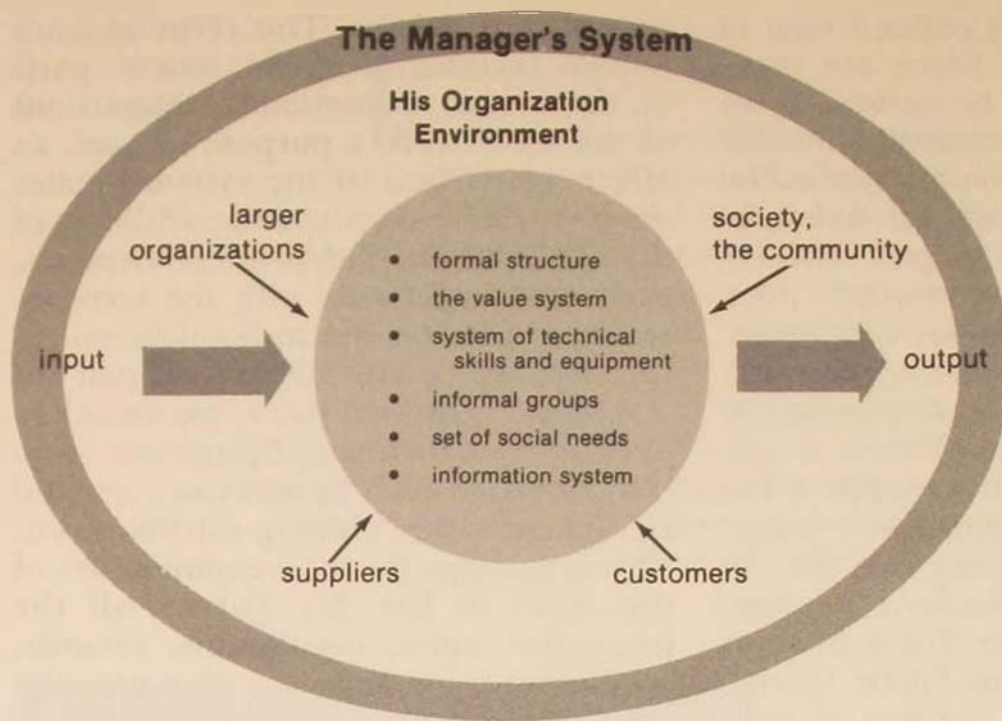 The Manager's System
His Organization
Environment
larger
organizations
society,
the community
• formal structure
• the value system
• system of technical
skills and equipment
• informal groups
• set of social needs
• information system
input
output
suppliers
customers